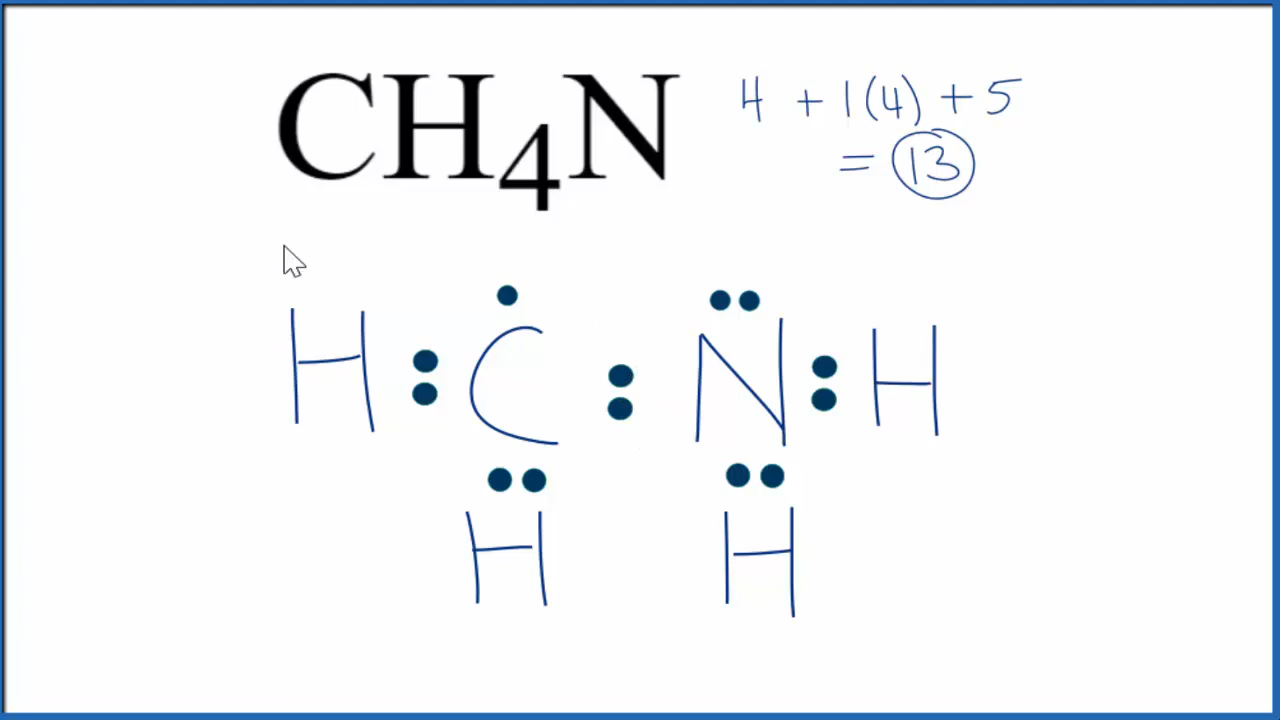 CH₄N 4 + 1(4) + 5
= 13
H C N H
H H